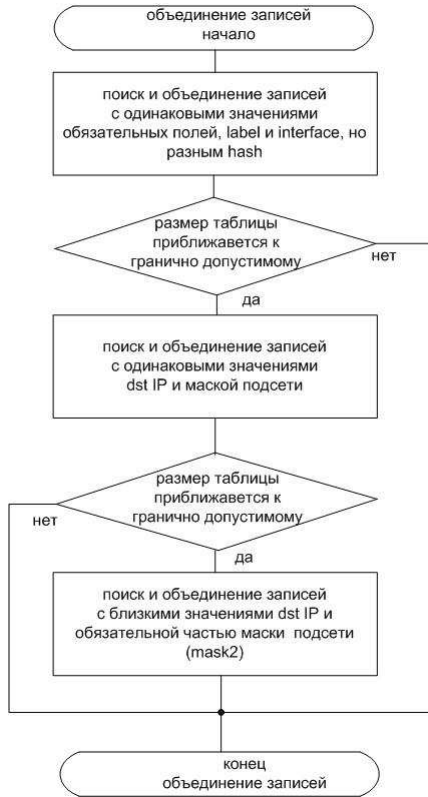 объединение записей
начало
поиск и объединение записей
с одинаковыми значениями
обязательных полей, label и interface, но
разным hash
размер таблицы
приближавется к
гранично допустимому
нет
да
поиск и объединение записей
с одинаковыми значениями
dst IP и маской подсети
размер таблицы
приближавется к
гранично допустимому
нет
да
поиск и объединение записей
с близкими значениями dst IP и
обязательной частью маски подсети
(mask2)
конец
объединение записей